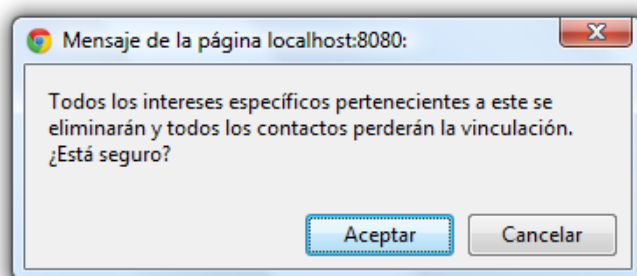 Mensaje de la página localhost:8080:
Todos los intereses específicos pertenecientes a este se
eliminarán y todos los contactos perderán la vinculación.
¿Está seguro?
Aceptar Cancelar